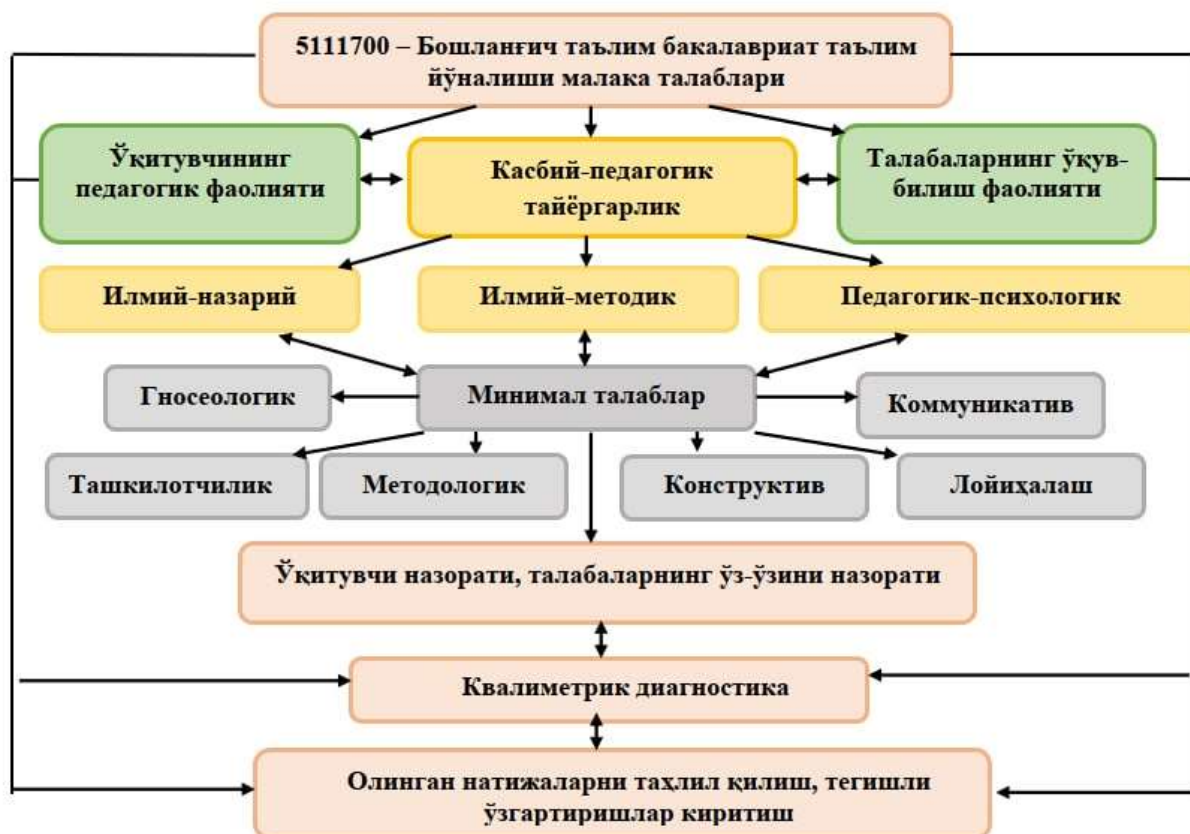 5111700 – Бошланғич таълим бакалавриат таълим
йўналиши малака талаблари
Ўқитувчининг
педагогик фаолияти
Касбий-педагогик
тайёргарлик
Талабаларнинг ўқув-
билиш фаолияти
Илмий-назарий
Илмий-методик
Педагогик-психологик
Гносеологик
Минимал талаблар
Коммуникатив
Ташкилотчилик
Методологик
Конструктив
Лойиҳалаш
Ўқитувчи назорати, талабаларнинг ўз-ўзини назорати
Квалиметрик диагностика
Олинган натижаларни таҳлил қилиш, тегишли
ўзгартиришлар киритиш